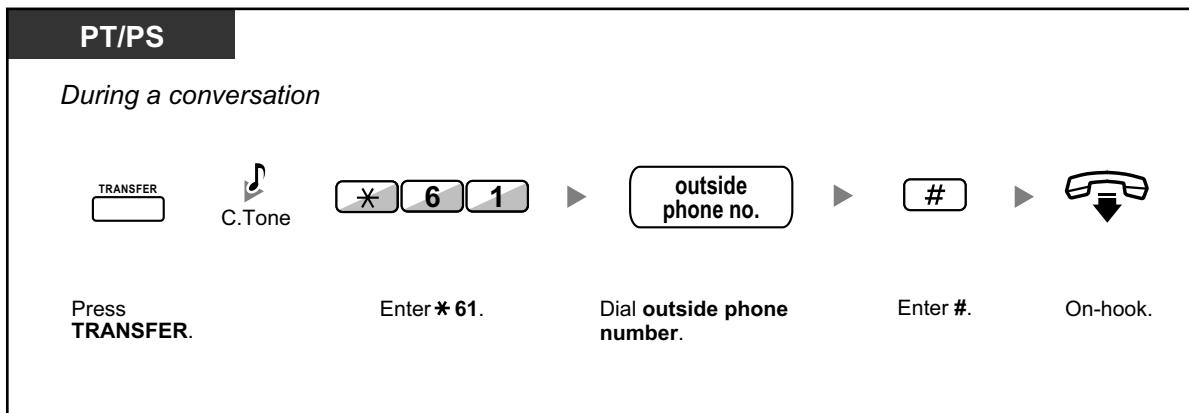 PT/PS
During a conversation
TRANSFER
C.Tone
* 6 1
outside
phone no.
#
Press
TRANSFER.
Enter * 61.
Dial outside phone
number.
Enter #.
On-hook.